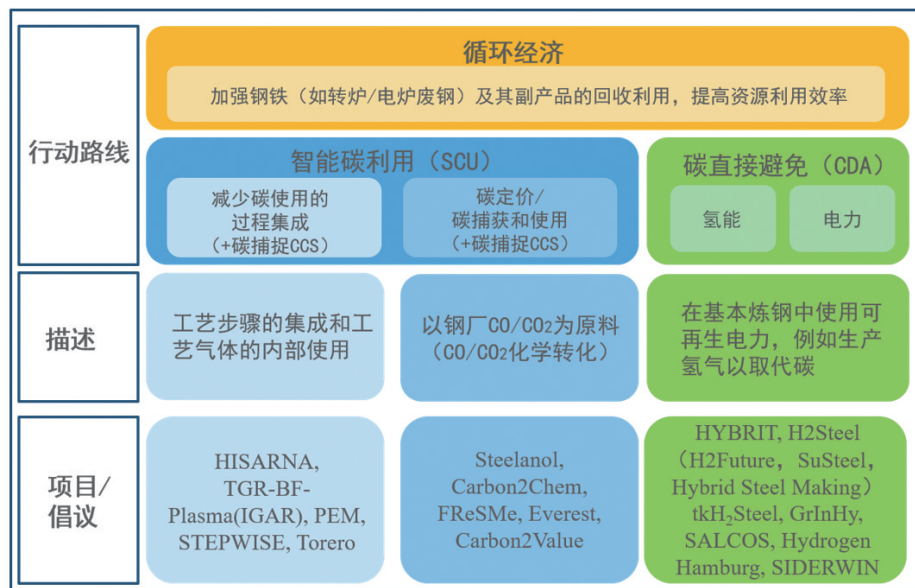 循环经济
加强钢铁（如转炉/电炉废钢）及其副产品的回收利用，提高资源利用效率
行动路线
智能碳利用（SCU）
减少碳使用的
过程集成
（+碳捕捉CCS）
碳定价/
碳捕获和使用
（+碳捕捉CCS）
碳直接避免（CDA）
氢能
电力
描述
工艺步骤的集成和工
艺气体的内部使用
以钢厂CO/CO₂为原料
（CO/CO₂化学转化）
在基本炼钢中使用可
再生电力，例如生产
氢气以取代碳
项目/
倡议
HISARNA,
TGR-BF-
Plasma(IGAR), PEM,
STEPWISE, Torero
Steelanol,
Carbon2Chem,
FReSMe, Everest,
Carbon2Value
HYBRIT, H2Steel
（H2Future，SuSteel，
Hybrid Steel Making）
tkH₂Steel, GrInHy,
SALCOS, Hydrogen
Hamburg, SIDERWIN